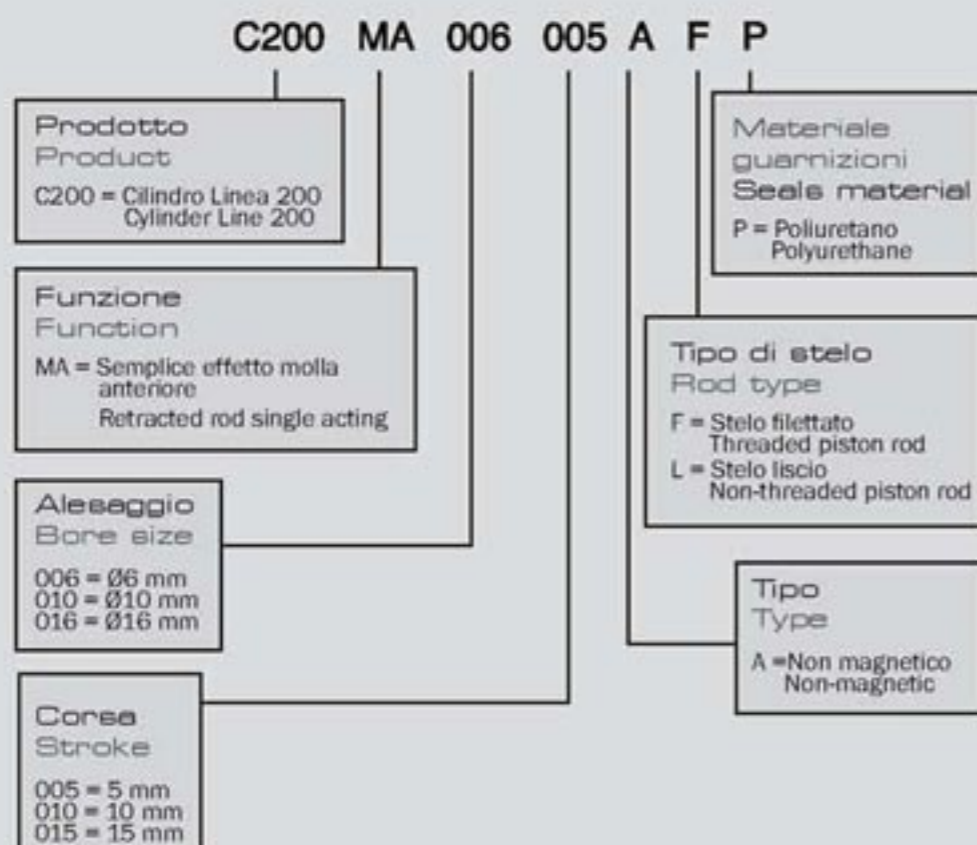 C200 MA 006 005 A F P
Prodotto
Product
C200 = Cilindro Linea 200
Cylinder Line 200
Funzione
Function
MA = Semplice effetto molla
anteriore
Retracted rod single acting
Alesaggio
Bore size
006 = Ø6 mm
010 = Ø10 mm
016 = Ø16 mm
Corsa
Stroke
005 = 5 mm
010 = 10 mm
015 = 15 mm
Materiale
guarnizioni
Seals material
P = Poliuretano
Polyurethane
Tipo di stelo
Rod type
F = Stelo filettato
Threaded piston rod
L = Stelo liscio
Non-threaded piston rod
Tipo
Type
A =Non magnetico
Non-magnetic